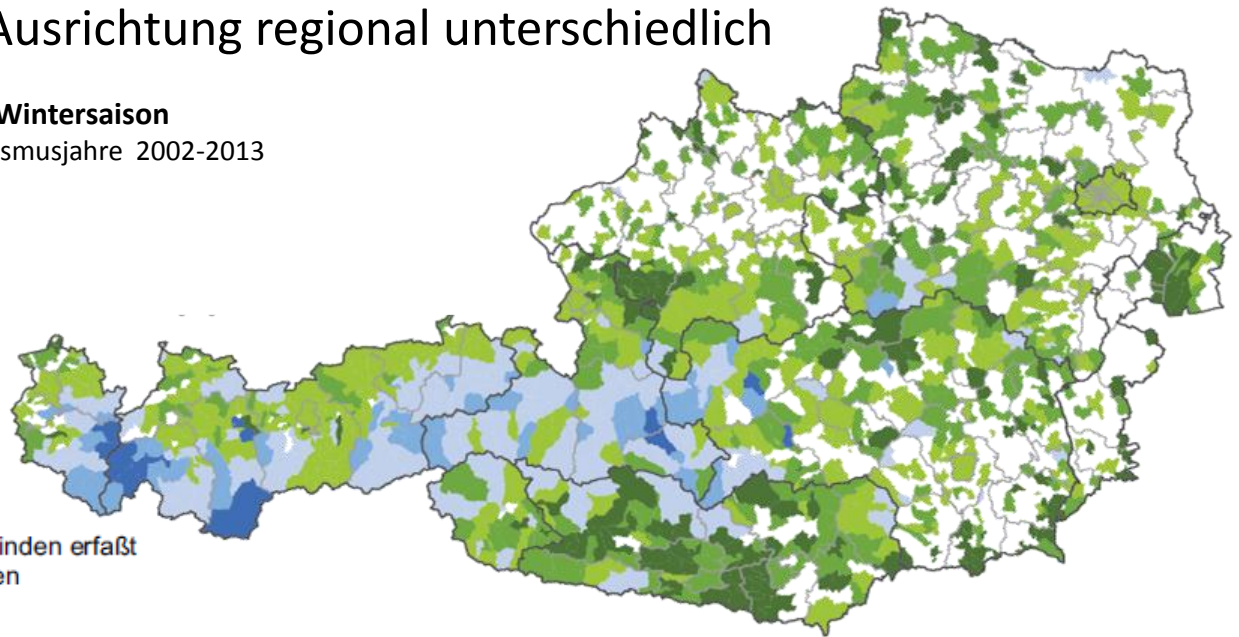 Ausrichtung regional unterschiedlich
Wintersaison
smusjahre 2002-2013
inden erfaßt
en